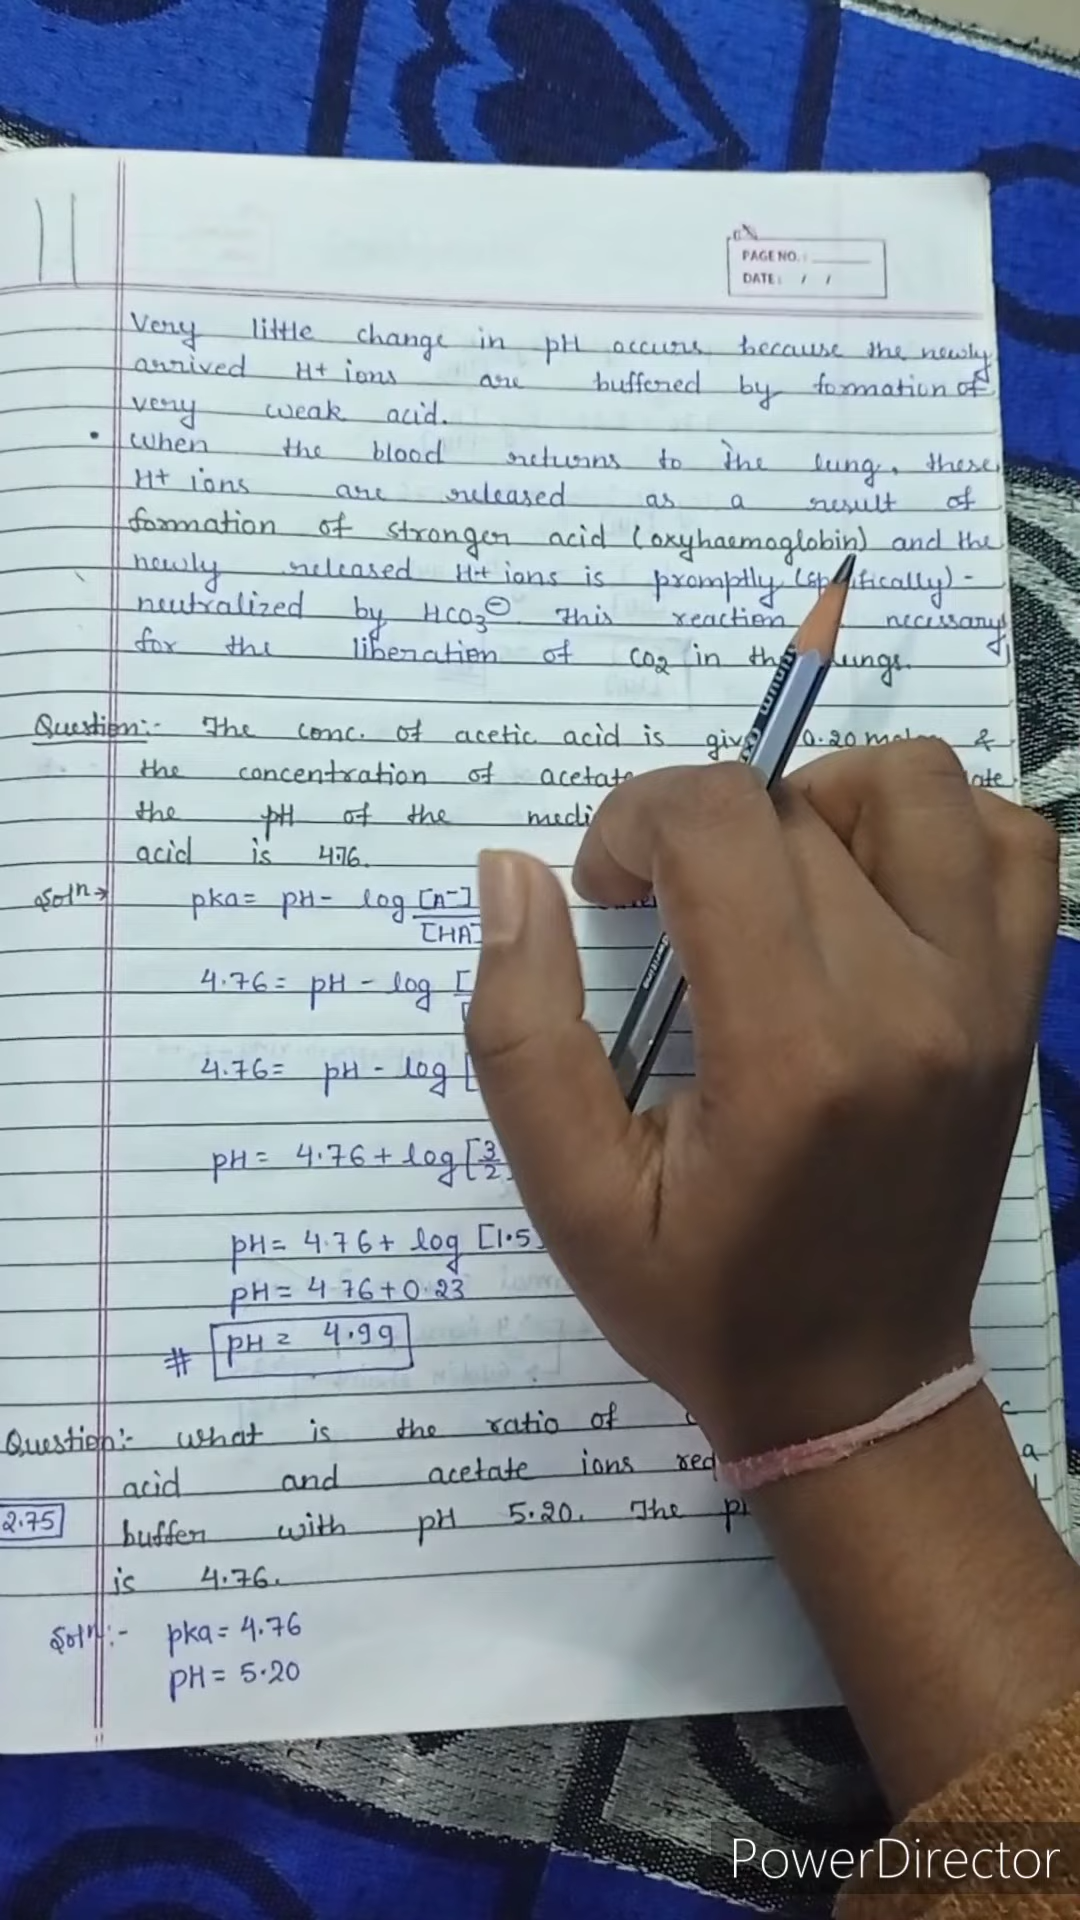 11
PAGE NO.:
DATE: / /
Very little change in pH occurs, because the newly
arrived H+ ions are buffered by formation of
very weak acid.
• When the blood returns to the lung, these
H+ ions are released as a result of
formation of stronger acid (oxyhaemoglobin) and the
newly released H+ ions is promptly
neutralized by HCO3⊖. This reaction necessary
for the liberation of CO2 in the lungs.
Question:- The conc. of acetic acid is 0.20 &
the concentration of
the pH of the
acid is 4.76.
Soln→ pka = pH - log [A-]
[HA]
4.76 = pH - log [
4.76 = pH - log [
pH = 4.76 + log [3/2
pH = 4.76 + log [1.5]
pH = 4.76 + 0.23
# pH = 4.99
Question:- What is the ratio of
acid and acetate ions
2.75 buffer with pH 5.20. The
is 4.76.
Soln:- pka = 4.76
pH = 5.20
PowerDirector